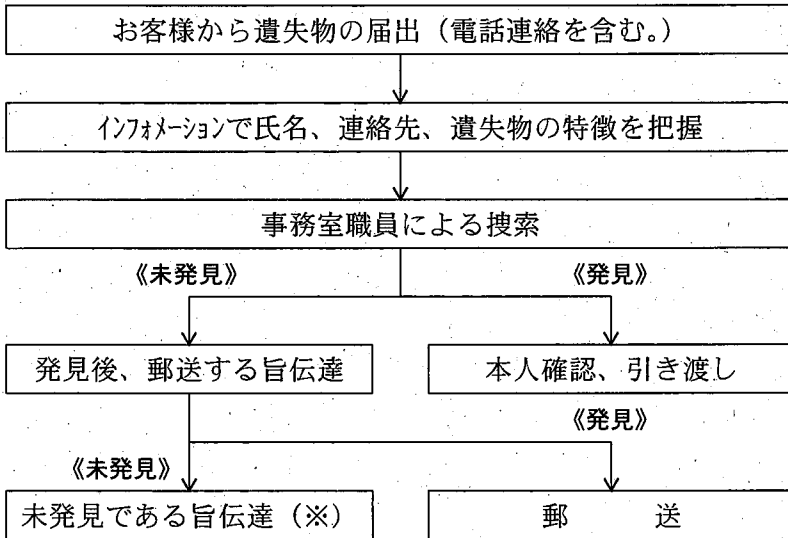 お客様から遺失物の届出（電話連絡を含む。）
ｲﾝﾌｫﾒｰｼｮﾝで氏名、連絡先、遺失物の特徴を把握
事務室職員による捜索
《未発見》 《発見》
発見後、郵送する旨伝達 本人確認、引き渡し
《発見》
《未発見》
未発見である旨伝達（※） 郵　　送